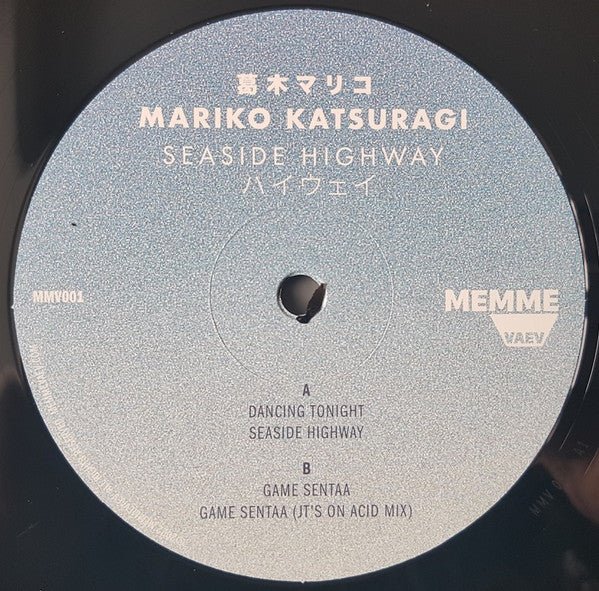 葛木マリコ
MARIKO KATSURAGI
SEASIDE HIGHWAY
ハイウェイ
MMV001
MEMME
VAEV
A
DANCING TONIGHT
SEASIDE HIGHWAY
B
GAME SENTAA
GAME SENTAA (JT'S ON ACID MIX)